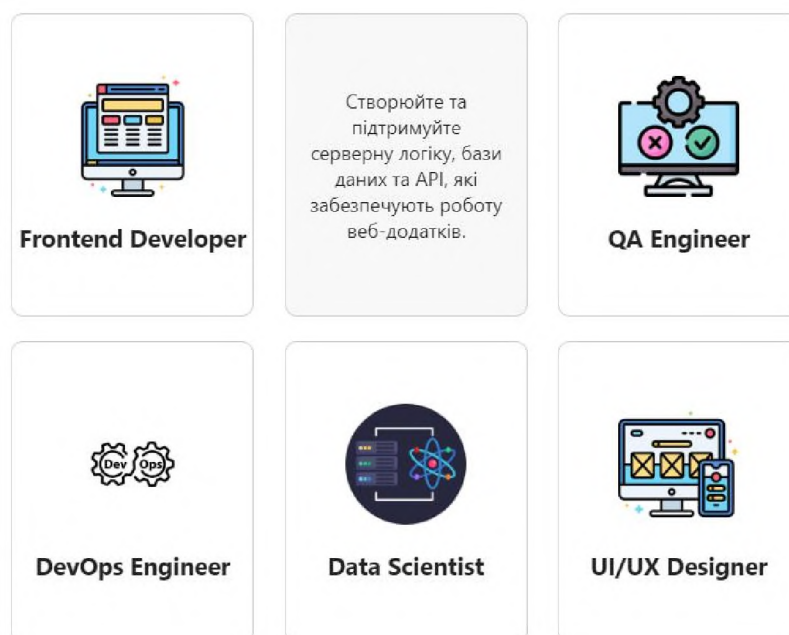 Frontend Developer
Створюйте та
підтримуйте
серверну логіку, бази
даних та API, які
забезпечують роботу
веб-додатків.
QA Engineer
Dev Ops
DevOps Engineer
Data Scientist
UI/UX Designer